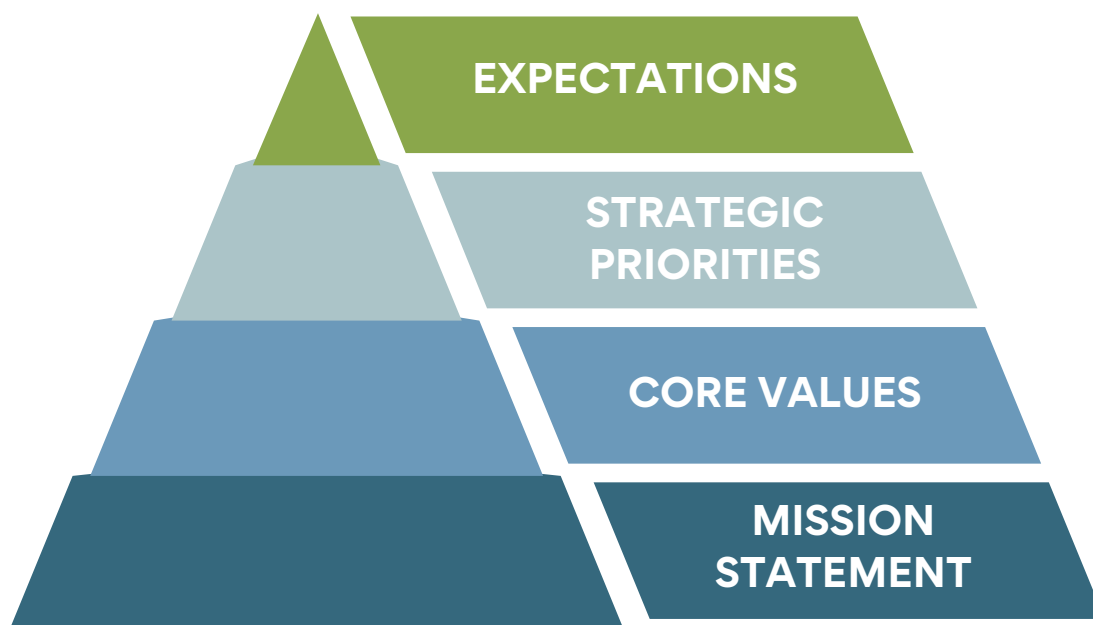 EXPECTATIONS
STRATEGIC
PRIORITIES
CORE VALUES
MISSION
STATEMENT